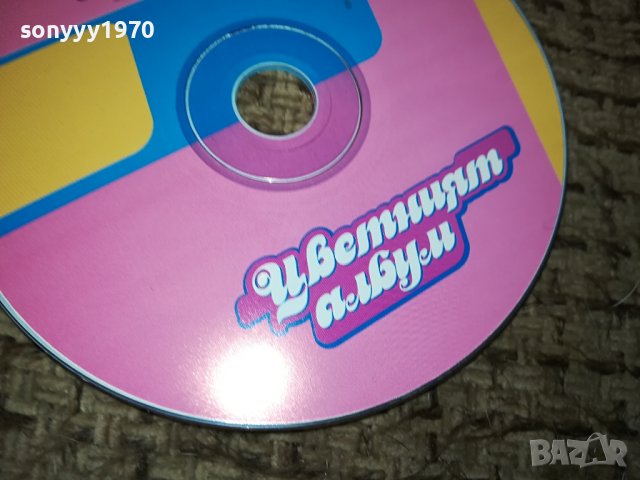 sonyyy1970
Цветният
албум
BAZAR